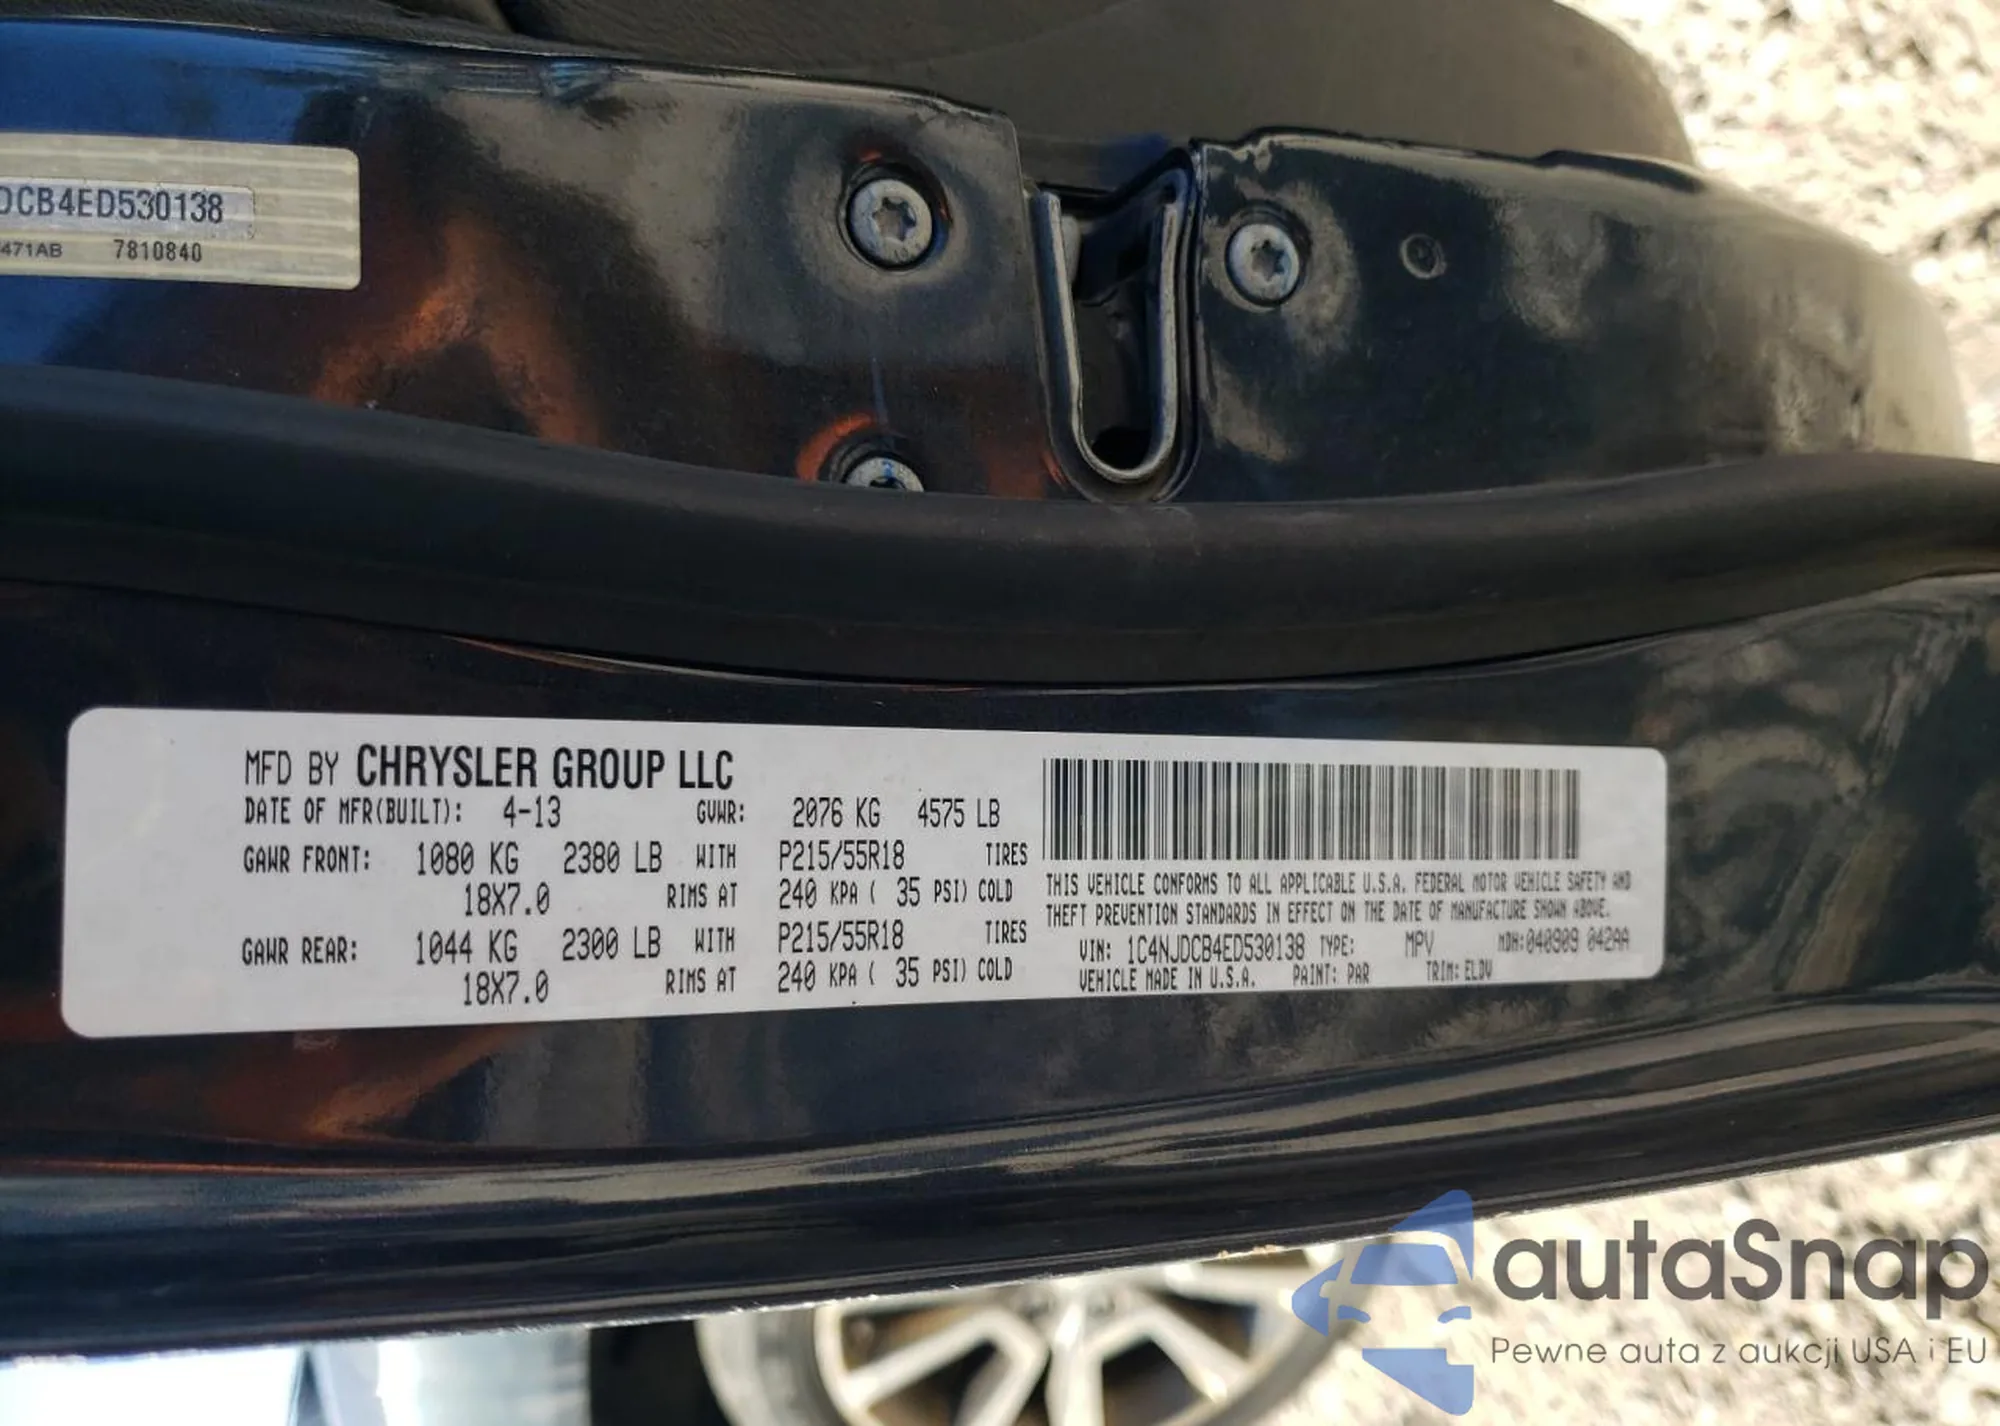 DCB4ED530138
471AB 7810840
MFD BY CHRYSLER GROUP LLC
DATE OF MFR(BUILT): 4-13 GVWR: 2076 KG 4575 LB
GAWR FRONT: 1080 KG 2380 LB WITH P215/55R18 TIRES
18X7.0 RIMS AT 240 KPA ( 35 PSI) COLD
GAWR REAR: 1044 KG 2300 LB WITH P215/55R18 TIRES
18X7.0 RIMS AT 240 KPA ( 35 PSI) COLD
THIS VEHICLE CONFORMS TO ALL APPLICABLE U.S.A. FEDERAL MOTOR VEHICLE SAFETY AND
THEFT PREVENTION STANDARDS IN EFFECT ON THE DATE OF MANUFACTURE SHOWN ABOVE.
VIN: 1C4NJDCB4ED530138 TYPE: MPV MDH:040909 042AA
VEHICLE MADE IN U.S.A. PAINT: PAR TRIM: ELDV
autaSnap
Pewne auta z aukcji USA i EU